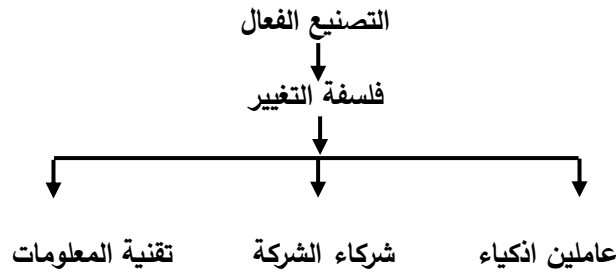 التصنيع الفعال
فلسفة التغيير
عاملين اذكياء شركاء الشركة تقنية المعلومات